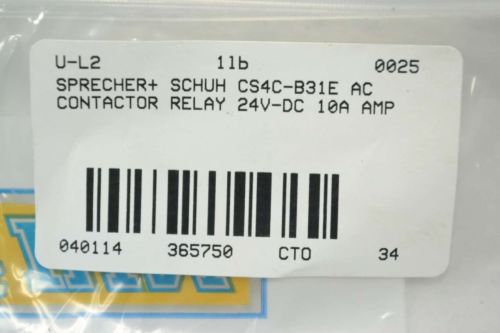 U-L2 1lb 0025
SPRECHER+ SCHUH CS4C-B31E AC
CONTACTOR RELAY 24V-DC 10A AMP
040114 365750 CTO 34